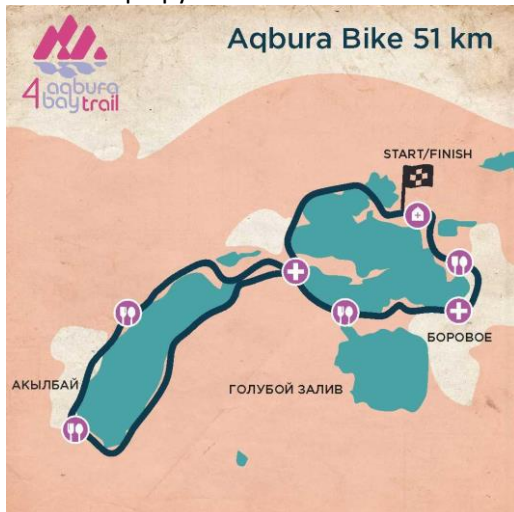 Aqbura Bike 51 km
4 aqbura
bay trail
START/FINISH
БОРОВОЕ
АКЫЛБАЙ
ГОЛУБОЙ ЗАЛИВ